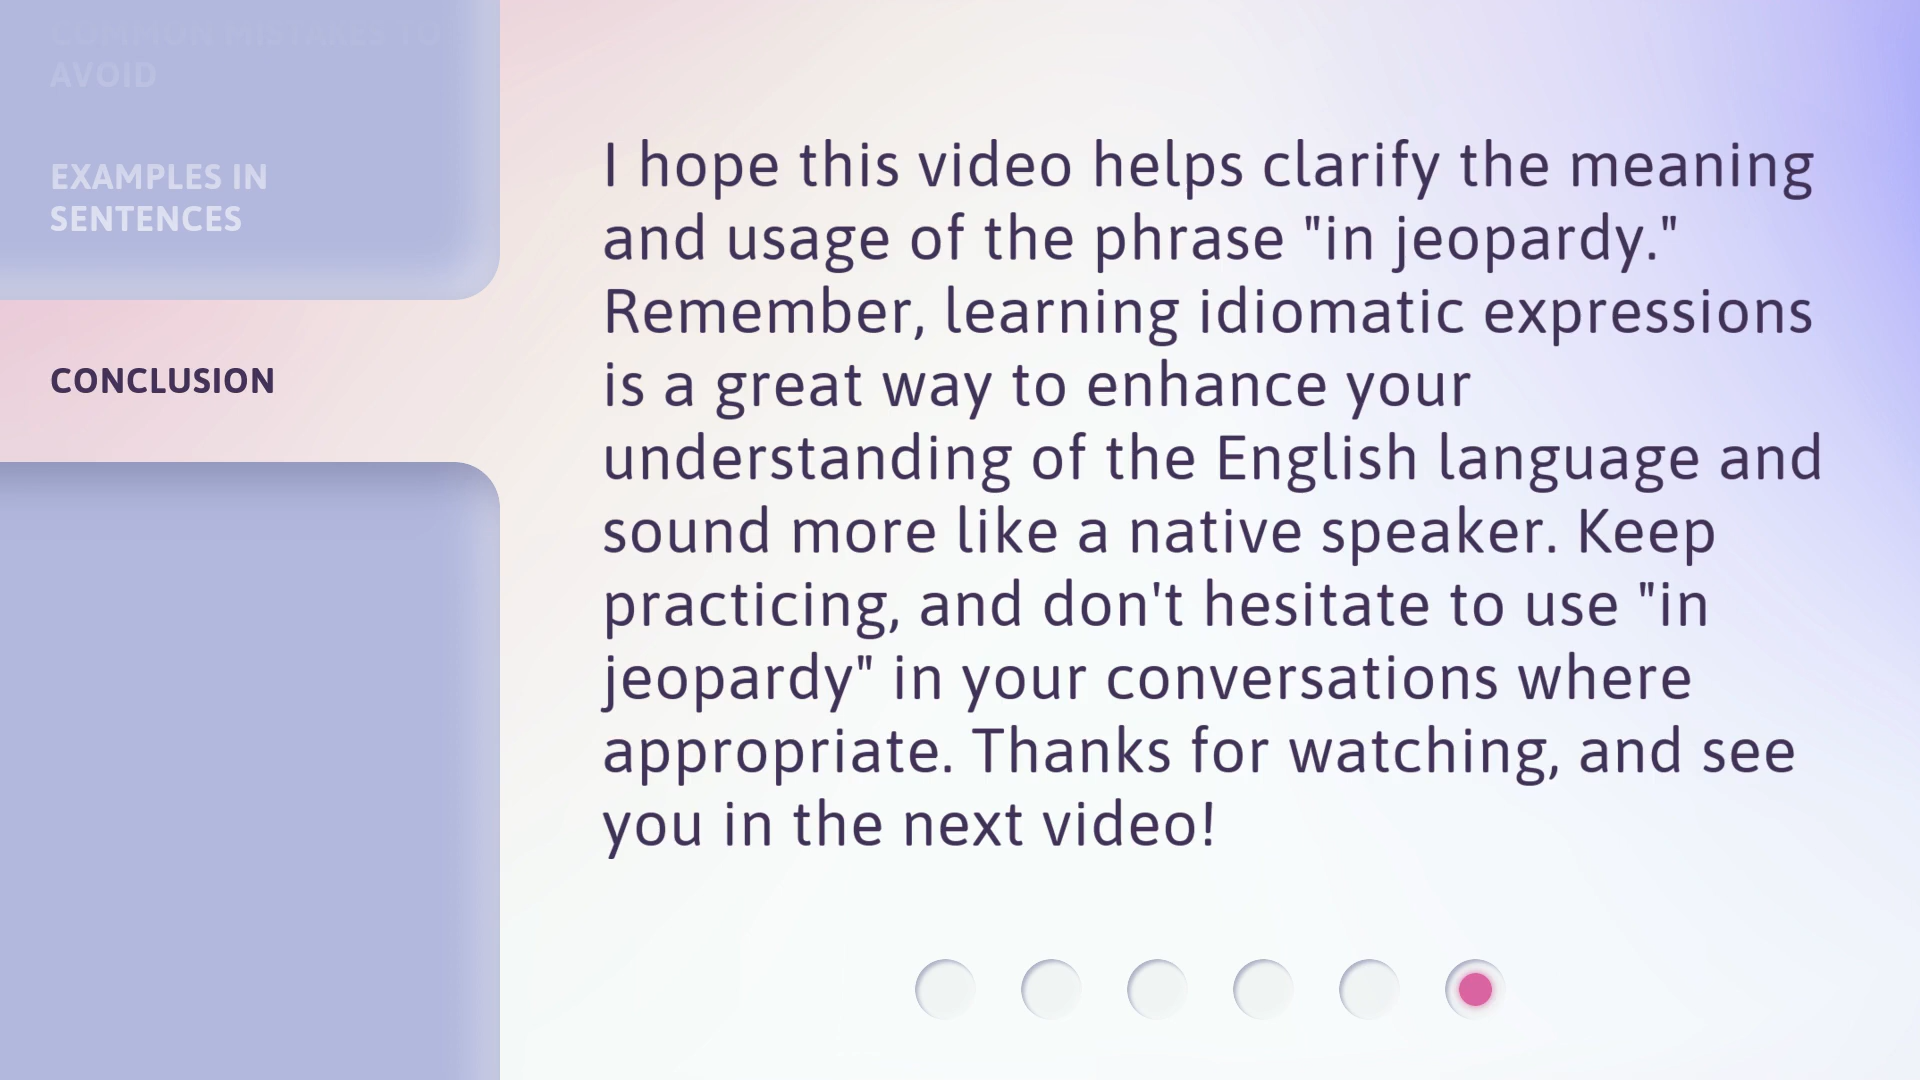 COMMON MISTAKES TO
AVOID
EXAMPLES IN
SENTENCES
CONCLUSION
I hope this video helps clarify the meaning
and usage of the phrase "in jeopardy."
Remember, learning idiomatic expressions
is a great way to enhance your
understanding of the English language and
sound more like a native speaker. Keep
practicing, and don't hesitate to use "in
jeopardy" in your conversations where
appropriate. Thanks for watching, and see
you in the next video!